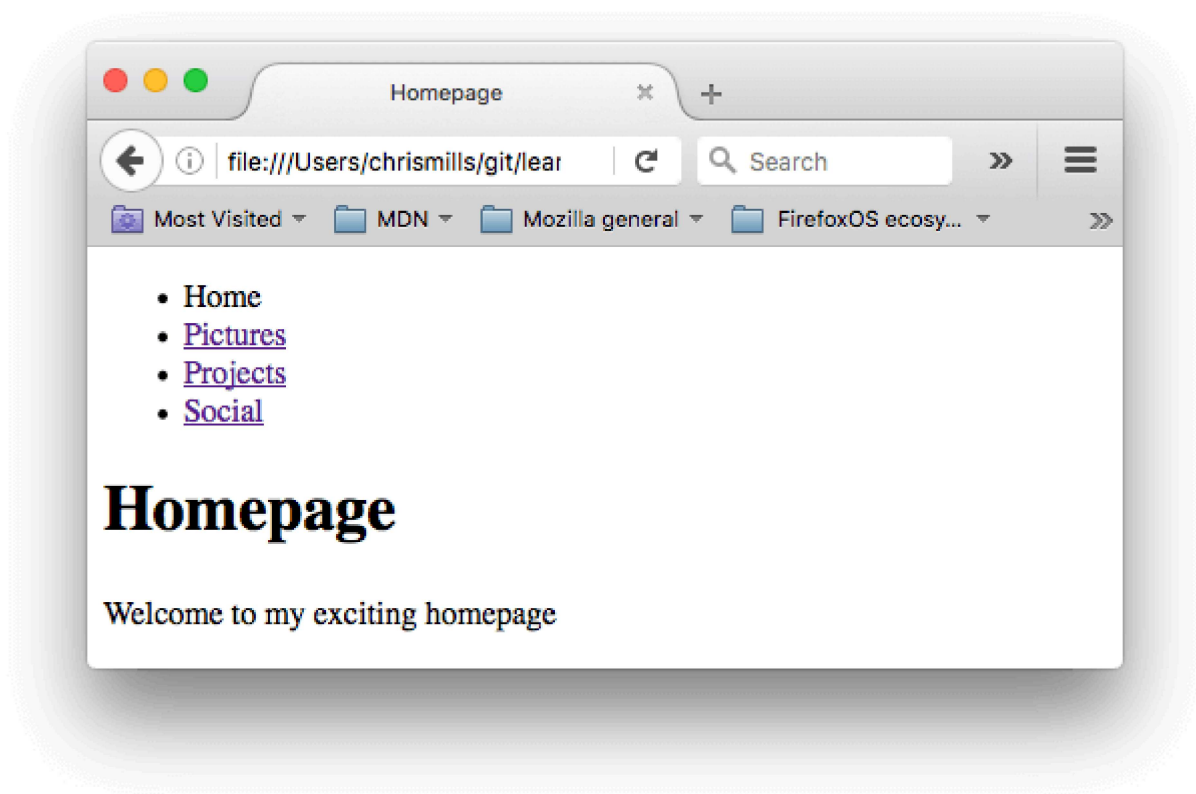 Homepage
file:///Users/chrismills/git/lear
Search
Most Visited MDN Mozilla general FirefoxOS ecosy...
Home
Pictures
Projects
Social
Homepage
Welcome to my exciting homepage